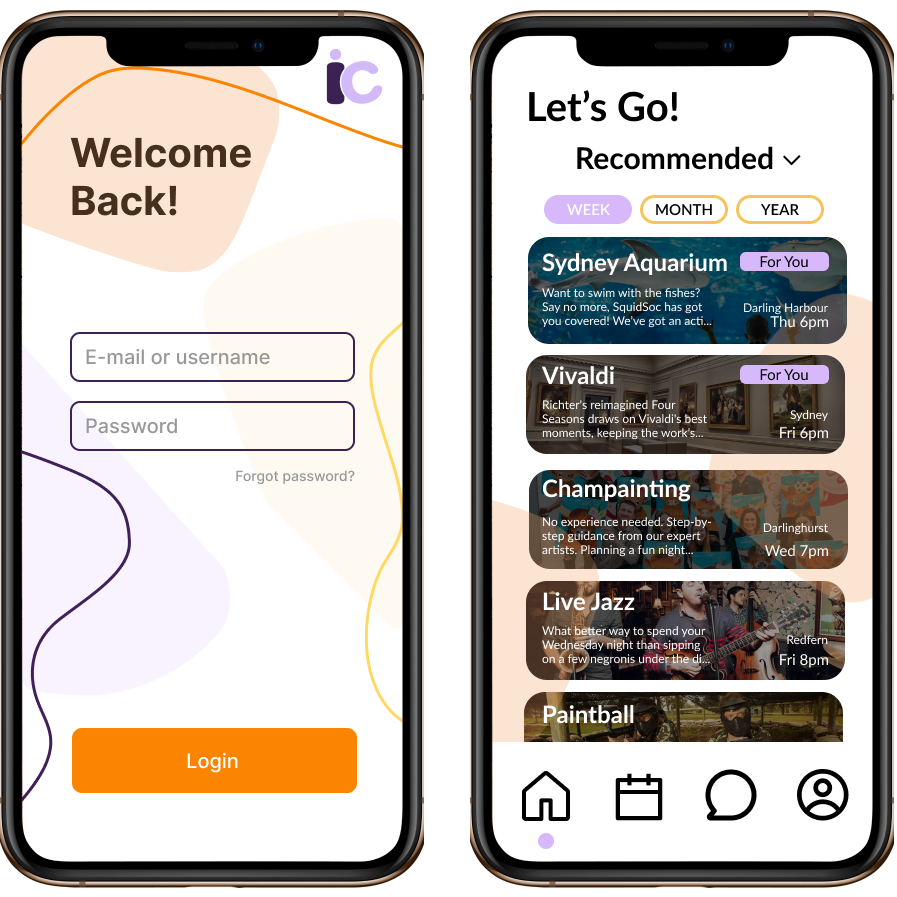 ic
Welcome
Back!
E-mail or username
Password
Forgot password?
Login
Let's Go!
Recommended
WEEK
MONTH
YEAR
Sydney Aquarium
For You
Want to swim with the fishes?
Say no more, SquidSoc has got
you covered! We've got an acti...
Darling Harbour
Thu 6pm
Vivaldi
For You
Richter's reimagined Four
Seasons draws on Vivaldi's best
moments, keeping the work's...
Sydney
Fri 6pm
Champainting
No experience needed. Step-by-
step guidance from our expert
artists. Planning a fun night...
Darlinghurst
Wed 7pm
Live Jazz
What better way to spend your
Wednesday night than sipping
on a few negronis under the di...
Redfern
Fri 8pm
Paintball